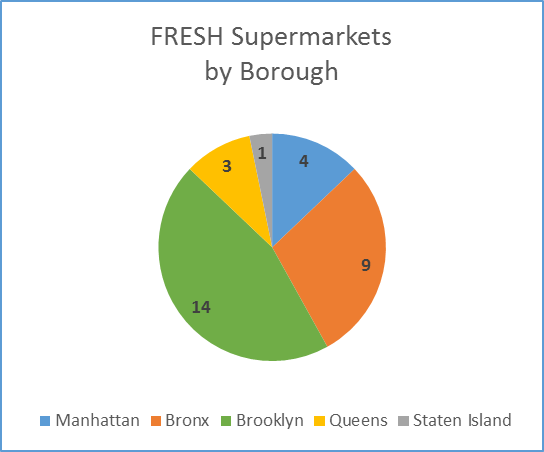 FRESH Supermarkets
by Borough
1
4
3
9
14
Manhattan Bronx Brooklyn Queens Staten Island